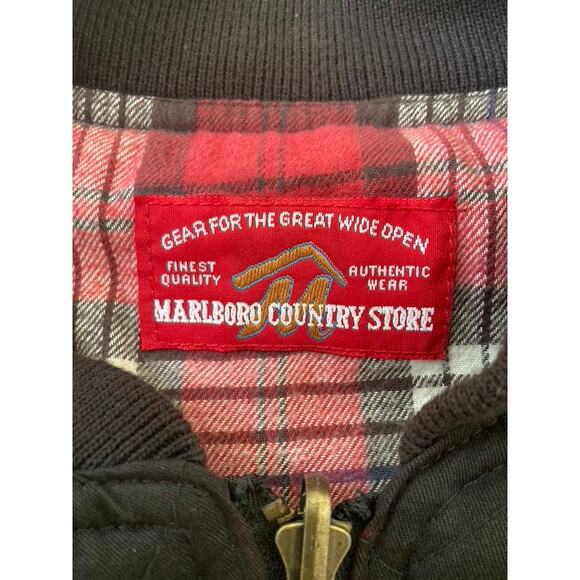 GEAR FOR THE GREAT WIDE OPEN
FINEST QUALITY
AUTHENTIC WEAR
M
MARLBORO COUNTRY STORE